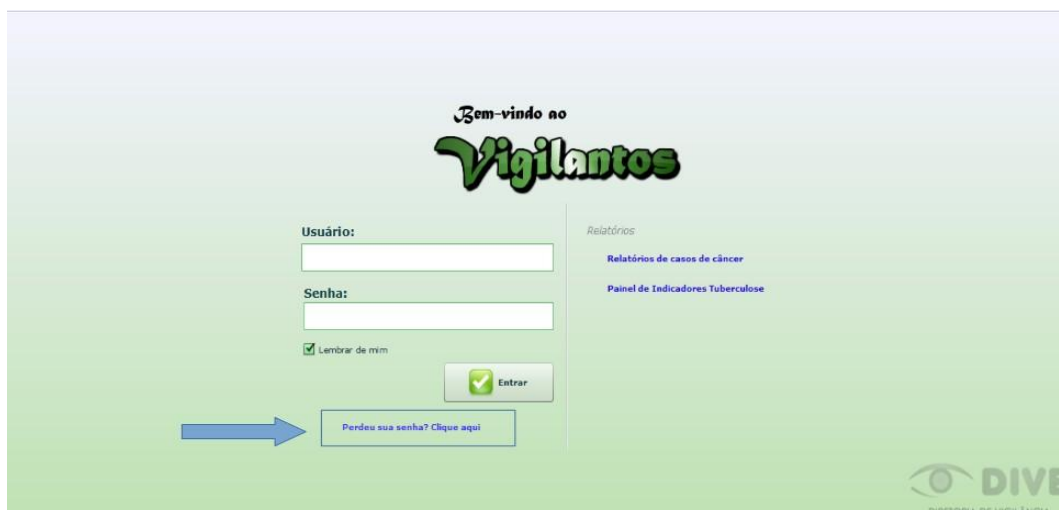 Bem-vindo ao
Vigilantos
Usuário:
Senha:
Lembrar de mim
Entrar
Perdeu sua senha? Clique aqui
Relatórios
Relatórios de casos de câncer
Painel de Indicadores Tuberculose
DIVE